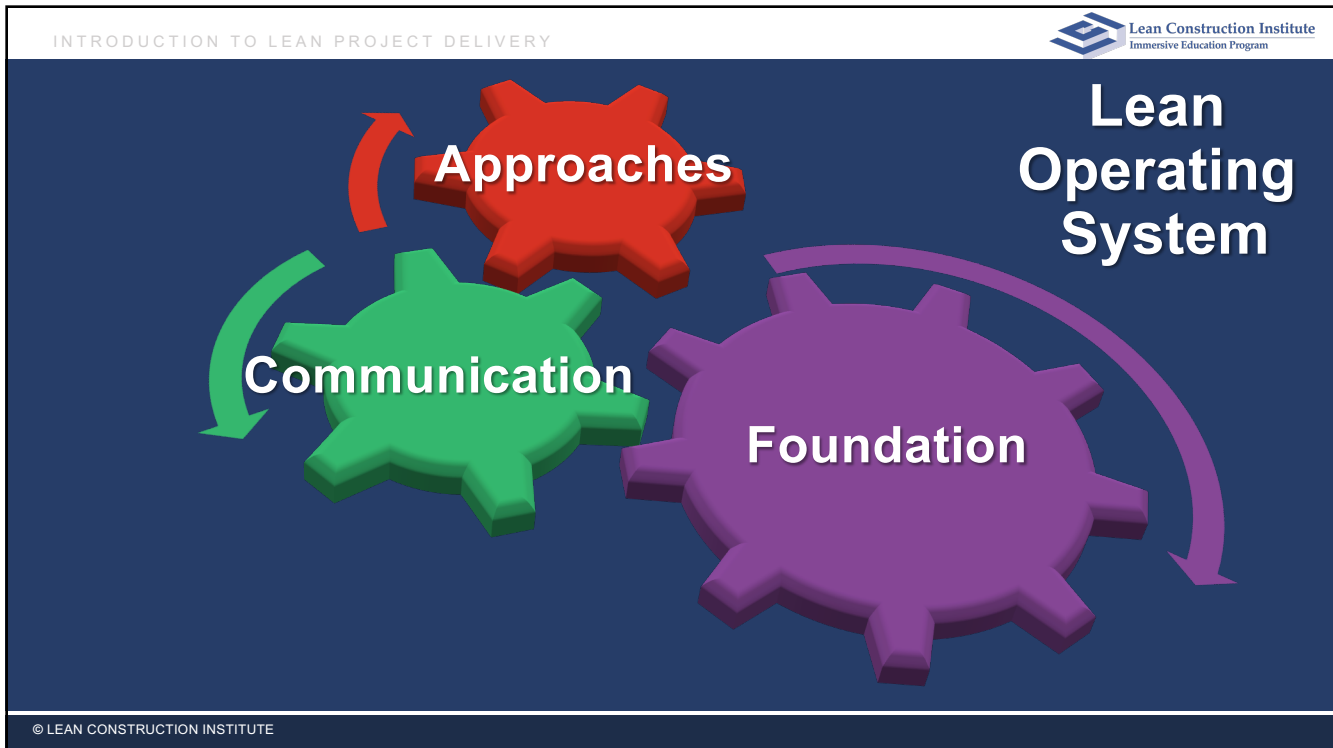 INTRODUCTION TO LEAN PROJECT DELIVERY
Lean Construction Institute
Immersive Education Program
Lean
Operating
System
Approaches
Communication
Foundation
© LEAN CONSTRUCTION INSTITUTE